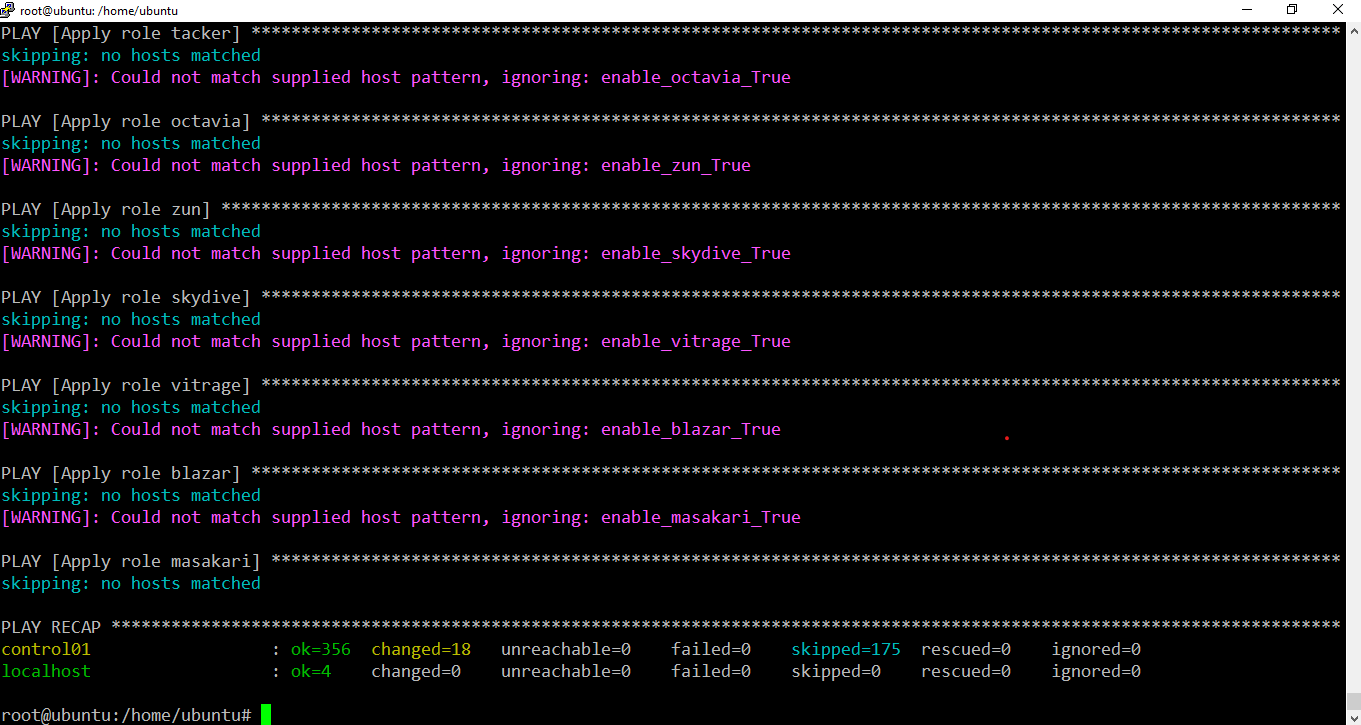 root@ubuntu: /home/ubuntu
PLAY [Apply role tacker] *************************************************************************************************************
skipping: no hosts matched
[WARNING]: Could not match supplied host pattern, ignoring: enable_octavia_True
PLAY [Apply role octavia] ************************************************************************************************************
skipping: no hosts matched
[WARNING]: Could not match supplied host pattern, ignoring: enable_zun_True
PLAY [Apply role zun] ****************************************************************************************************************
skipping: no hosts matched
[WARNING]: Could not match supplied host pattern, ignoring: enable_skydive_True
PLAY [Apply role skydive] ************************************************************************************************************
skipping: no hosts matched
[WARNING]: Could not match supplied host pattern, ignoring: enable_vitrage_True
PLAY [Apply role vitrage] ************************************************************************************************************
skipping: no hosts matched
[WARNING]: Could not match supplied host pattern, ignoring: enable_blazar_True
PLAY [Apply role blazar] *************************************************************************************************************
skipping: no hosts matched
[WARNING]: Could not match supplied host pattern, ignoring: enable_masakari_True
PLAY [Apply role masakari] ***********************************************************************************************************
skipping: no hosts matched
PLAY RECAP ***************************************************************************************************************************
control01                  : ok=356  changed=18   unreachable=0    failed=0    skipped=175  rescued=0    ignored=0
localhost                  : ok=4    changed=0    unreachable=0    failed=0    skipped=0    rescued=0    ignored=0
root@ubuntu:/home/ubuntu#